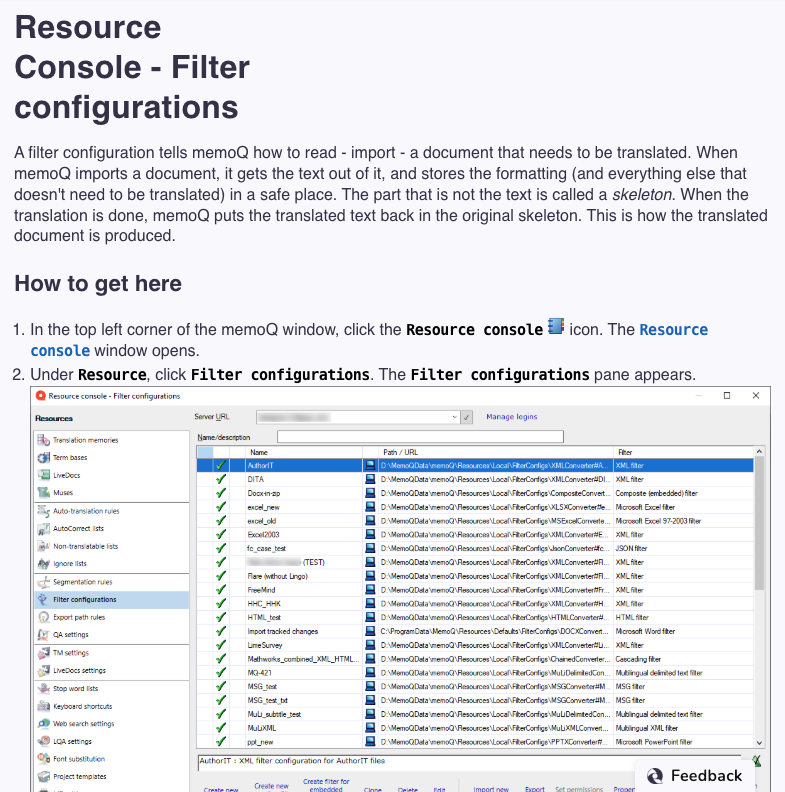 Resource
Console - Filter
configurations
A filter configuration tells memoQ how to read - import - a document that needs to be translated. When
memoQ imports a document, it gets the text out of it, and stores the formatting (and everything else that
doesn't need to be translated) in a safe place. The part that is not the text is called a skeleton. When the
translation is done, memoQ puts the translated text back in the original skeleton. This is how the translated
document is produced.
How to get here
1. In the top left corner of the memoQ window, click the Resource console icon. The Resource
console window opens.
2. Under Resource, click Filter configurations. The Filter configurations pane appears.
Resource console - Filter configurations
Resources
Translation memories
Term bases
LiveDocs
Muses
Auto-translation rules
AutoCorrect lists
Non-translatable lists
Ignore lists
Segmentation rules
Filter configurations
Export path rules
QA settings
TM settings
LiveDocs settings
Stop word lists
Keyboard shortcuts
Web search settings
LQA settings
Font substitution
Project templates
Server URL Manage logins
Name/description
Name Path / URL Filter
AuthorIT D:\MemoQData\memoQ\Resources\Local\FilterConfigs\XMLConverter#A... XML filter
DITA D:\MemoQData\memoQ\Resources\Local\FilterConfigs\XMLConverter#DI... XML filter
Docx-in-zip D:\MemoQData\memoQ\Resources\Local\FilterConfigs\CompositeConvert... Composite (embedded) filter
excel_new D:\MemoQData\memoQ\Resources\Local\FilterConfigs\XLSXConverter#e... Microsoft Excel filter
excel_old D:\MemoQData\memoQ\Resources\Local\FilterConfigs\MSExcelConverte... Microsoft Excel 97-2003 filter
Excel2003 D:\MemoQData\memoQ\Resources\Local\FilterConfigs\XMLConverter#E... XML filter
fc_case_test D:\MemoQData\memoQ\Resources\Local\FilterConfigs\JsonConverter#fc... JSON filter
(TEST) D:\MemoQData\memoQ\Resources\Local\FilterConfigs\XMLConverter#Fl... XML filter
Flare (without Lingo) D:\MemoQData\memoQ\Resources\Local\FilterConfigs\XMLConverter#Fl... XML filter
FreeMind D:\MemoQData\memoQ\Resources\Local\FilterConfigs\XMLConverter#Fr... XML filter
HHC_HHK D:\MemoQData\memoQ\Resources\Local\FilterConfigs\XMLConverter#H... XML filter
HTML_test D:\MemoQData\memoQ\Resources\Local\FilterConfigs\HTMLConverter#... HTML filter
Import tracked changes C:\ProgramData\MemoQ\Resources\Defaults\FilterConfigs\DOCXConvert... Microsoft Word filter
LimeSurvey D:\MemoQData\memoQ\Resources\Local\FilterConfigs\XMLConverter#Li... XML filter
Mathworks_combined_XML_HTML... D:\MemoQData\memoQ\Resources\Local\FilterConfigs\ChainedConverter... Cascading filter
MQ-421 D:\MemoQData\memoQ\Resources\Local\FilterConfigs\MuLiDelimitedCon... Multilingual delimited text filter
MSG_test D:\MemoQData\memoQ\Resources\Local\FilterConfigs\MSGConverter#M... MSG filter
MSG_test_txt D:\MemoQData\memoQ\Resources\Local\FilterConfigs\MSGConverter#M... MSG filter
MuLi_subtitle_test D:\MemoQData\memoQ\Resources\Local\FilterConfigs\MuLiDelimitedCon... Multilingual delimited text filter
MuLiXML D:\MemoQData\memoQ\Resources\Local\FilterConfigs\MuLiXMLConverte... Multilingual XML filter
ppt_new D:\MemoQData\memoQ\Resources\Local\FilterConfigs\PPTXConverter#... Microsoft PowerPoint filter
AuthorIT : XML filter configuration for AuthorIT files
Create new Create new Create filter for embedded Clone Delete Edit Import new Export Set permissions
Feedback